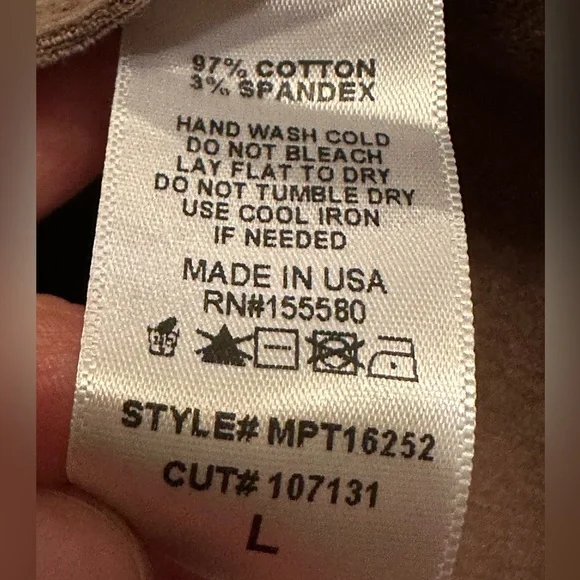 97% COTTON
3% SPANDEX
HAND WASH COLD
DO NOT BLEACH
LAY FLAT TO DRY
DO NOT TUMBLE DRY
USE COOL IRON
IF NEEDED
MADE IN USA
RN#155580
STYLE# MPT16252
CUT# 107131
L